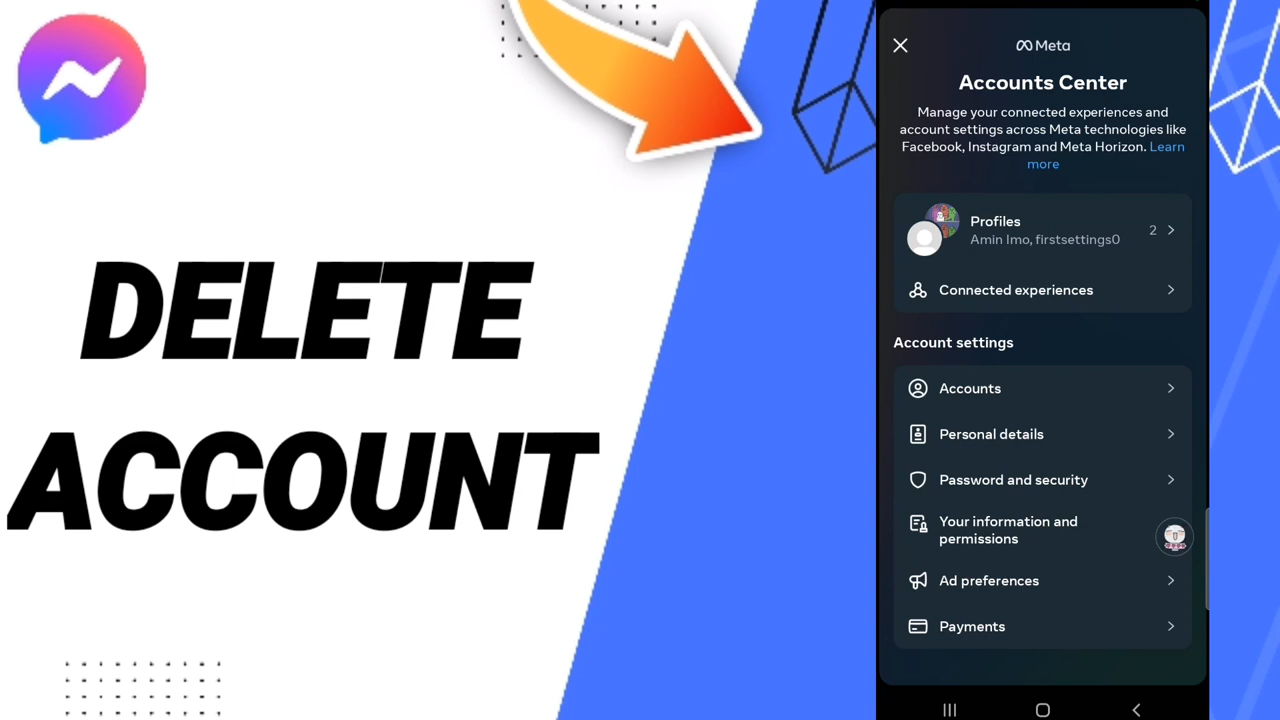 DELETE
ACCOUNT
Meta
Accounts Center
Manage your connected experiences and
account settings across Meta technologies like
Facebook, Instagram and Meta Horizon. Learn
more
Profiles
Amin Imo, firstsettings0
2
Connected experiences
Account settings
Accounts
Personal details
Password and security
Your information and
permissions
Ad preferences
Payments